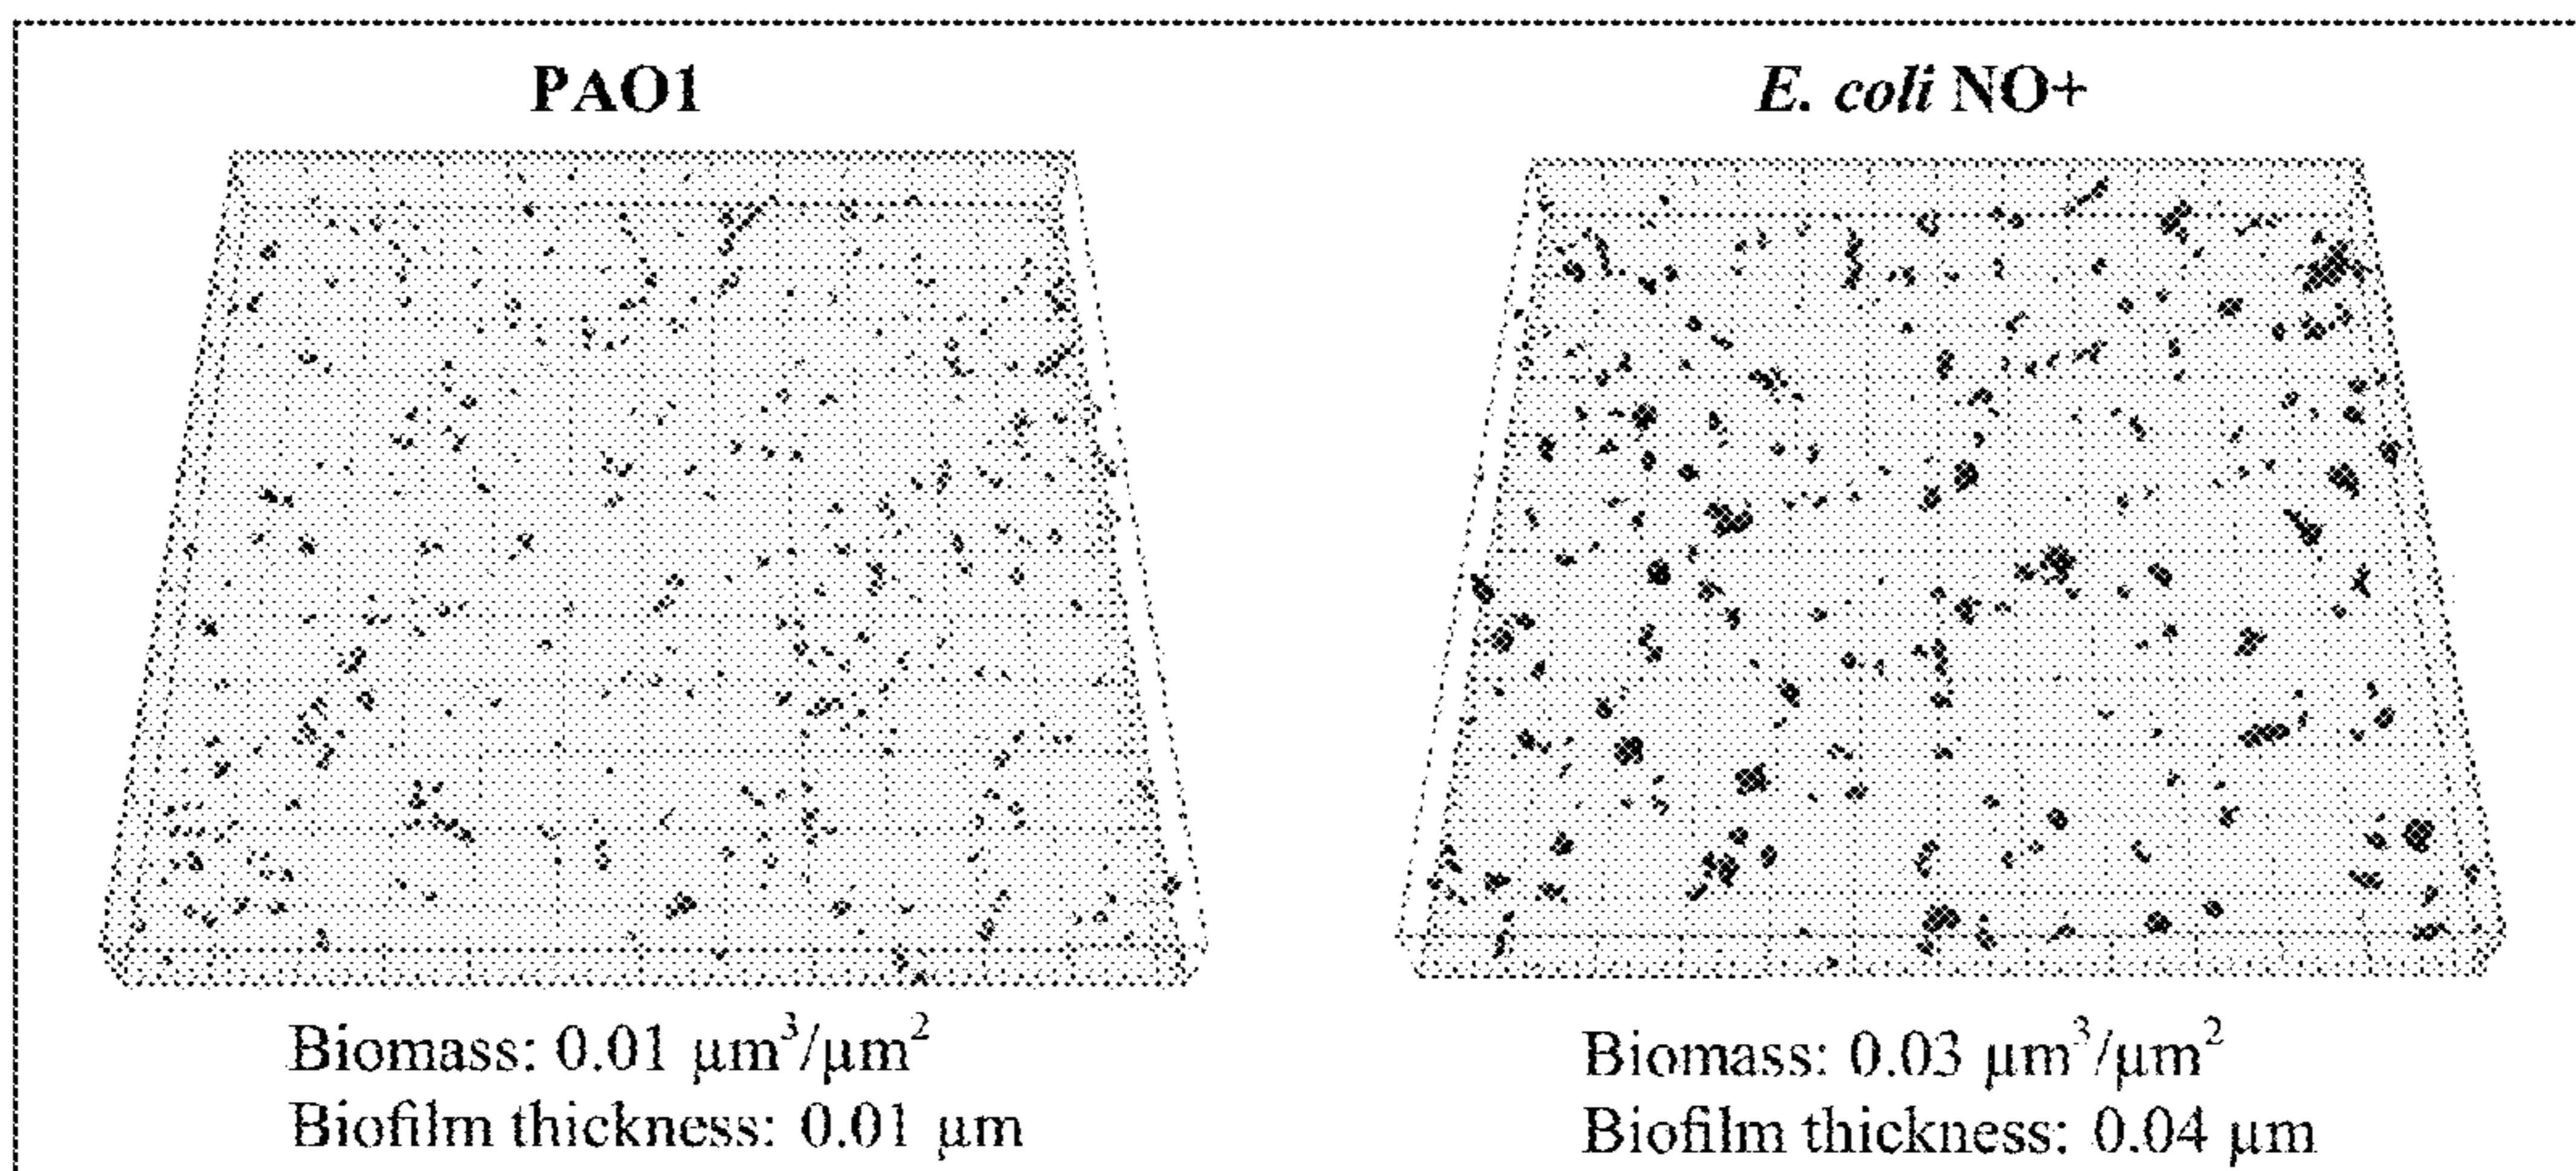 PAO1
E. coli NO+
Biomass: 0.01 μm³/μm²
Biofilm thickness: 0.01 μm
Biomass: 0.03 μm³/μm²
Biofilm thickness: 0.04 μm